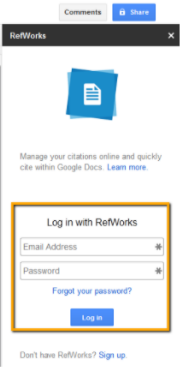 Comments Share
RefWorks ×
Manage your citations online and quickly
cite within Google Docs. Learn more.
Log in with RefWorks
Email Address *
Password *
Forgot your password?
Log in
Don't have RefWorks? Sign up.